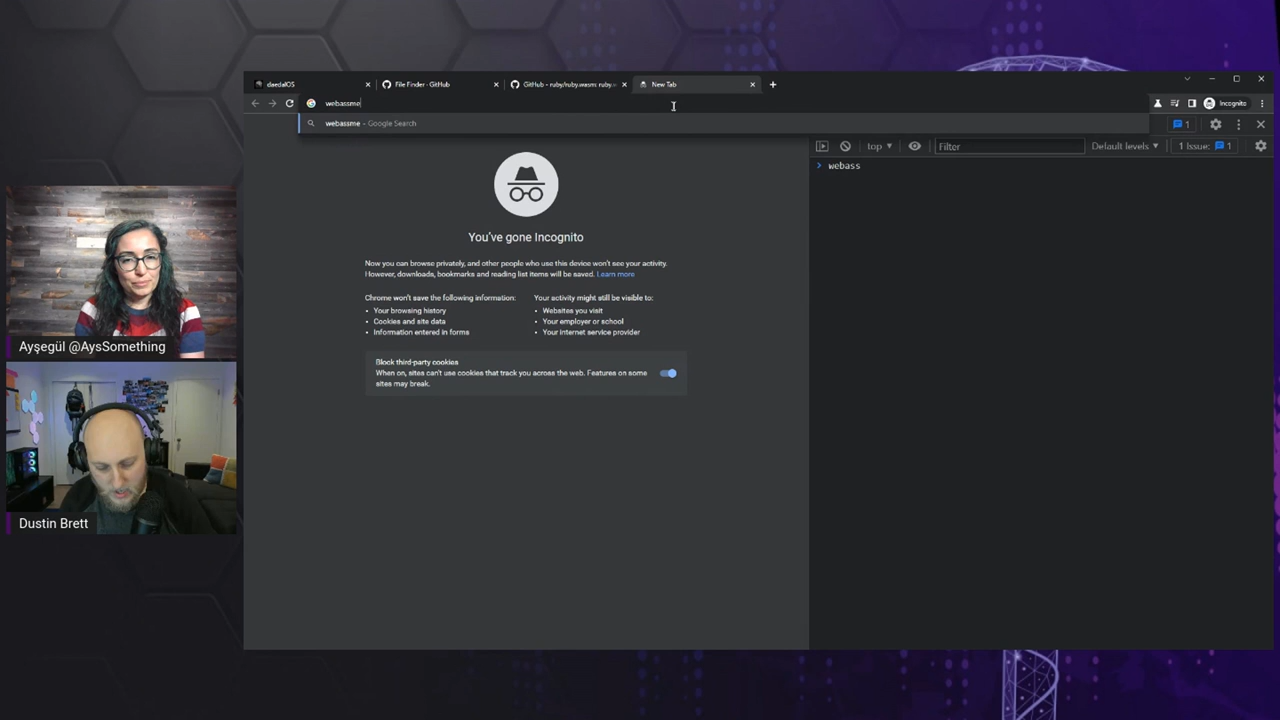 daedalOS
File Finder · GitHub
GitHub - ruby/ruby.wasm: ruby.w
New Tab
webassme
Incognito
webassme - Google Search
1
top
Filter
Default levels
1 Issue:
1
> webass
You've gone Incognito
Now you can browse privately, and other people who use this device won't see your activity.
However, downloads, bookmarks and reading list items will be saved. Learn more
Chrome won't save the following information:
• Your browsing history
• Cookies and site data
• Information entered in forms
Your activity might still be visible to:
• Websites you visit
• Your employer or school
• Your internet service provider
Block third-party cookies
When on, sites can't use cookies that track you across the web. Features on some
sites may break.
Ayşegül @AysSomething
Dustin Brett